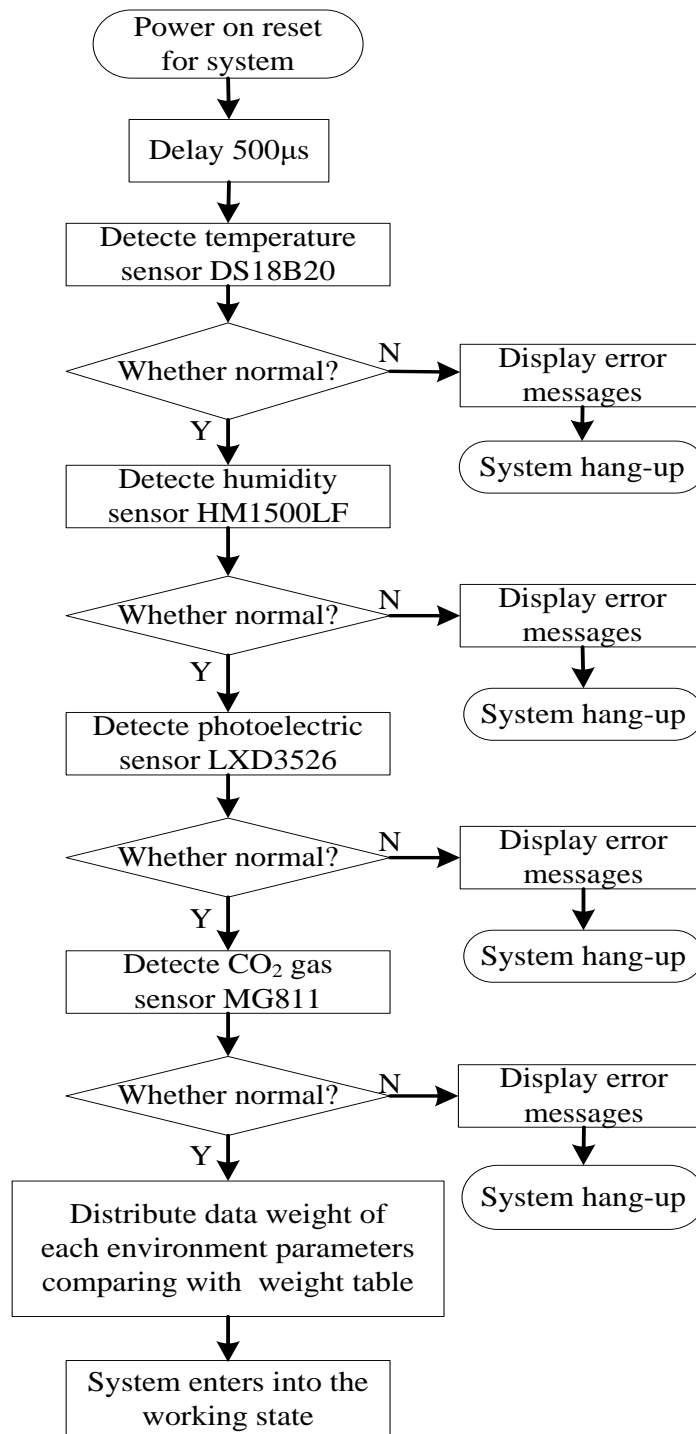 Power on reset
for system
Delay 500μs
Detecte temperature
sensor DS18B20
Whether normal?
N
Display error
messages
Y
System hang-up
Detecte humidity
sensor HM1500LF
Whether normal?
N
Display error
messages
Y
System hang-up
Detecte photoelectric
sensor LXD3526
Whether normal?
N
Display error
messages
Y
System hang-up
Detecte CO₂ gas
sensor MG811
Whether normal?
N
Display error
messages
Y
System hang-up
Distribute data weight of
each environment parameters
comparing with weight table
System enters into the
working state